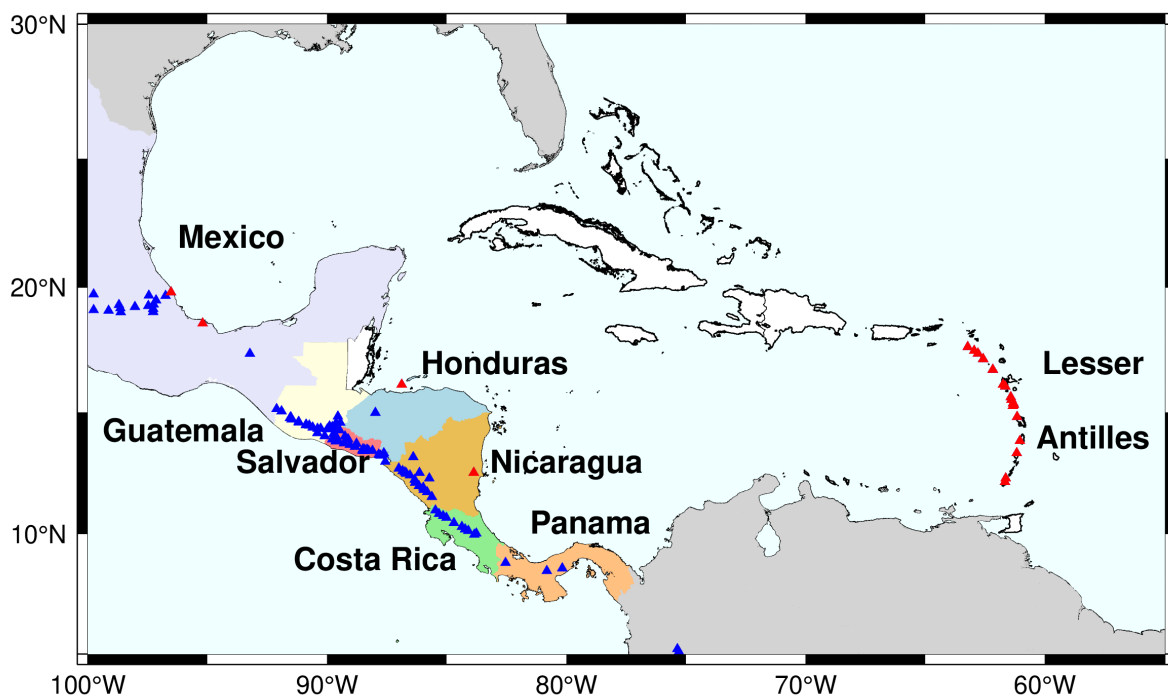 30°N
Mexico
20°N
Honduras
Lesser
Guatemala
Antilles
Salvador
Nicaragua
Panama
10°N
Costa Rica
100°W
90°W
80°W
70°W
60°W